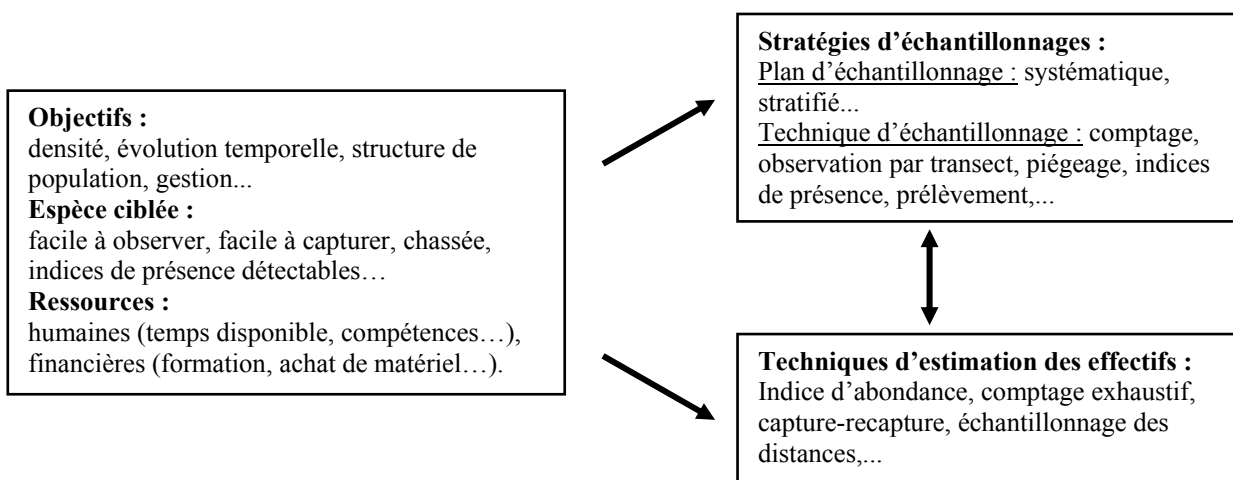 Objectifs :
densité, évolution temporelle, structure de
population, gestion...
Espèce ciblée :
facile à observer, facile à capturer, chassée,
indices de présence détectables…
Ressources :
humaines (temps disponible, compétences…),
financières (formation, achat de matériel…).
Stratégies d’échantillonnages :
Plan d’échantillonnage : systématique,
stratifié...
Technique d’échantillonnage : comptage,
observation par transect, piégeage, indices
de présence, prélèvement,...
Techniques d’estimation des effectifs :
Indice d’abondance, comptage exhaustif,
capture-recapture, échantillonnage des
distances,...